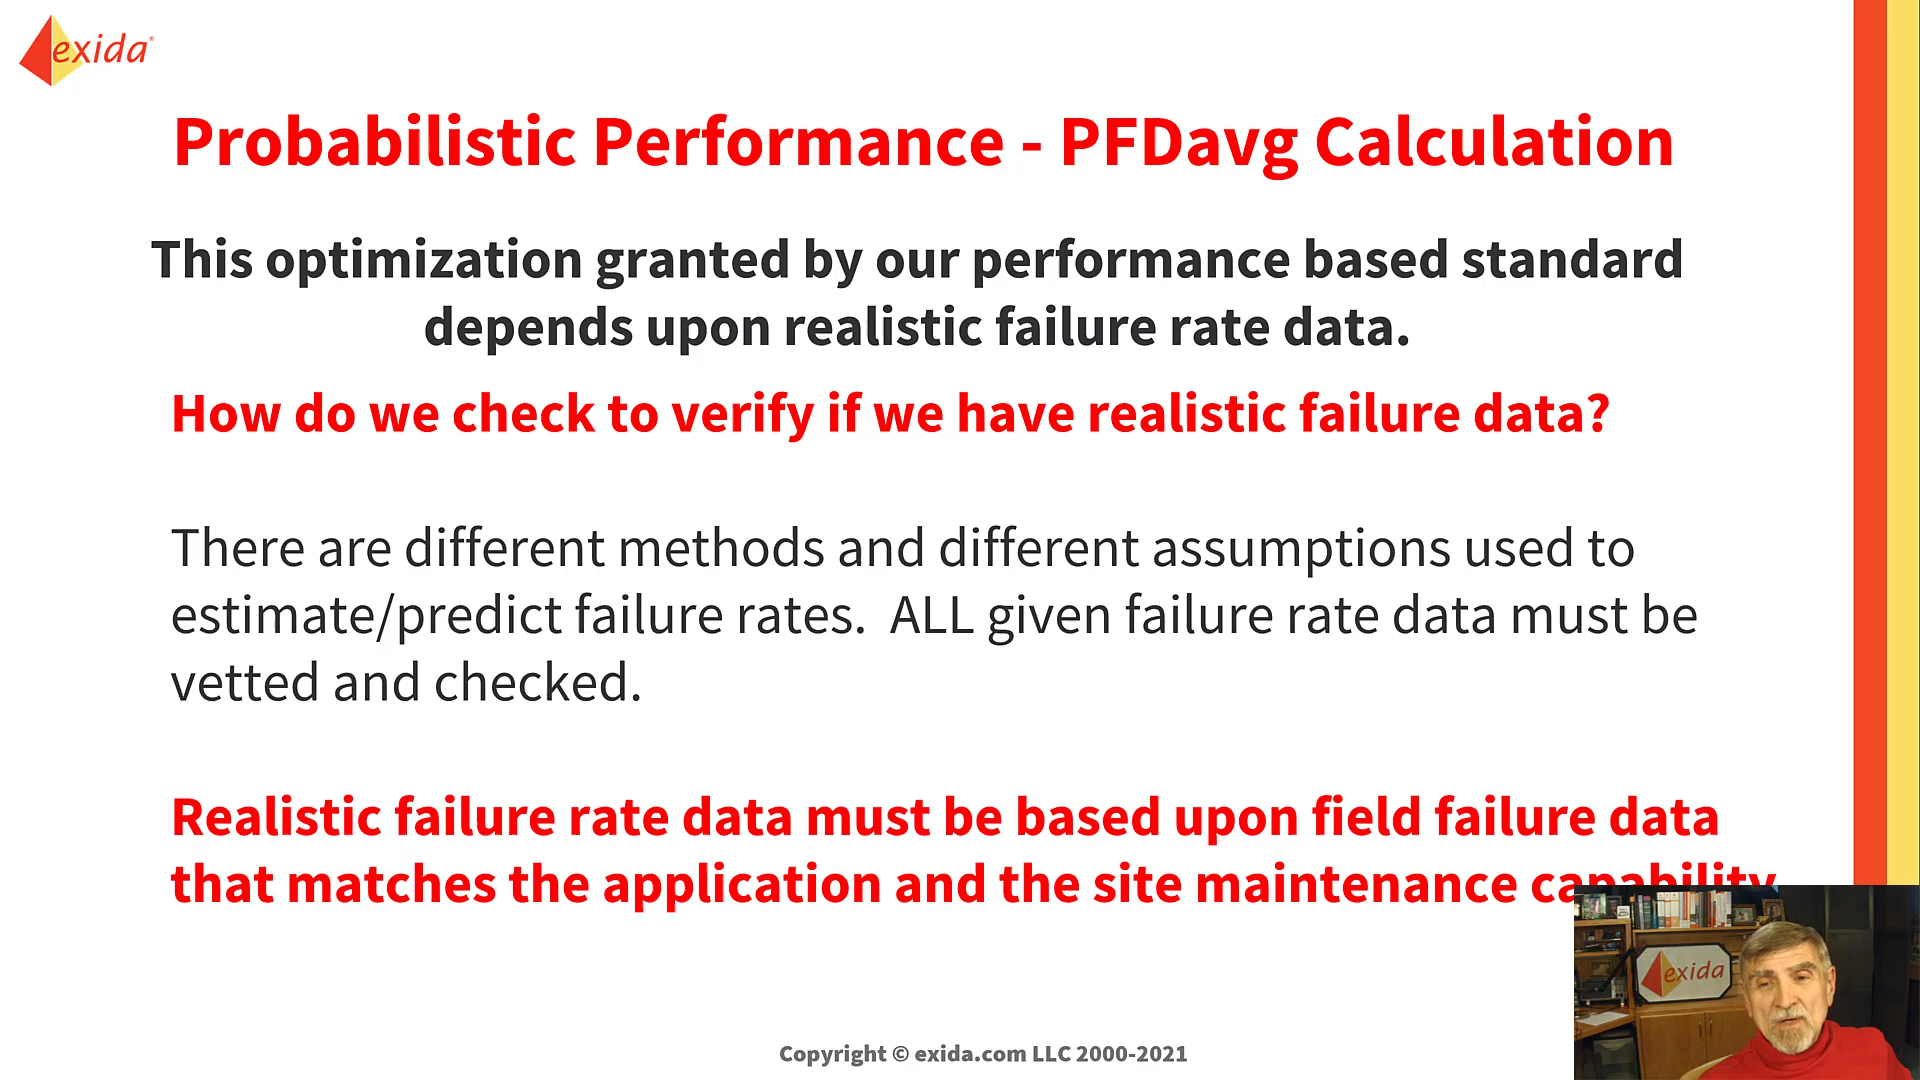 exida
Probabilistic Performance - PFDavg Calculation
This optimization granted by our performance based standard
depends upon realistic failure rate data.
How do we check to verify if we have realistic failure data?
There are different methods and different assumptions used to
estimate/predict failure rates.  ALL given failure rate data must be
vetted and checked.
Realistic failure rate data must be based upon field failure data
that matches the application and the site maintenance capability
exida
Copyright © exida.com LLC 2000-2021